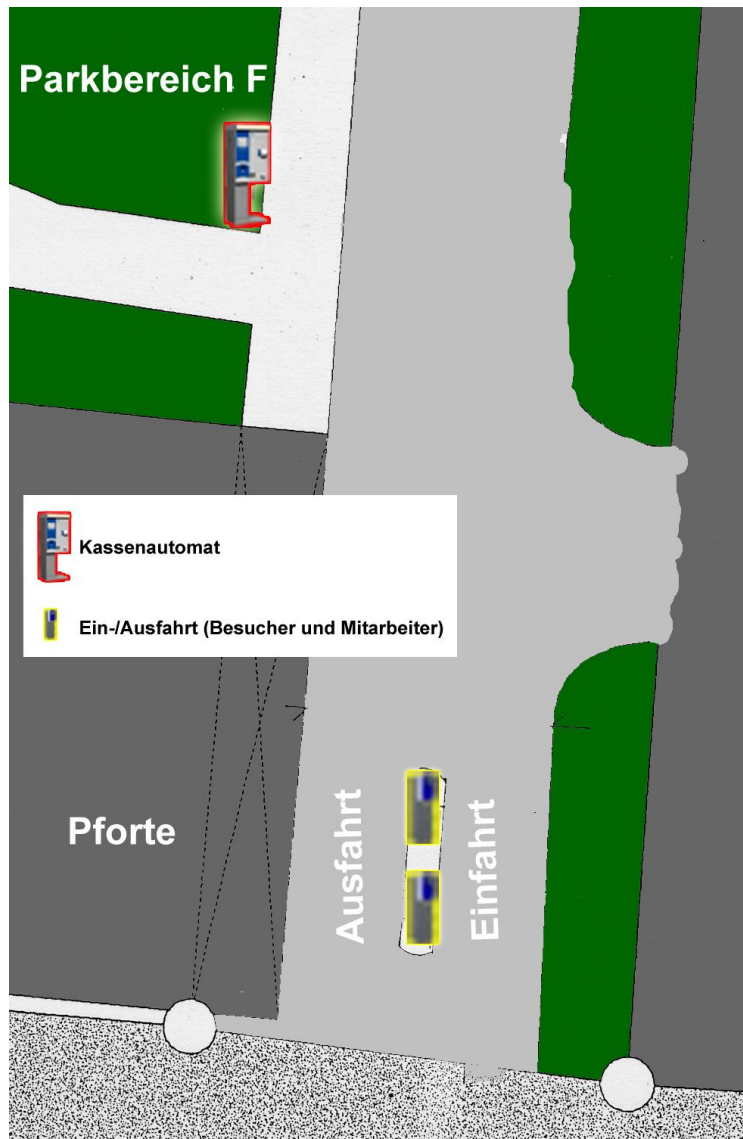 Parkbereich F
Kassenautomat
Ein-/Ausfahrt (Besucher und Mitarbeiter)
Pforte
Ausfahrt
Einfahrt